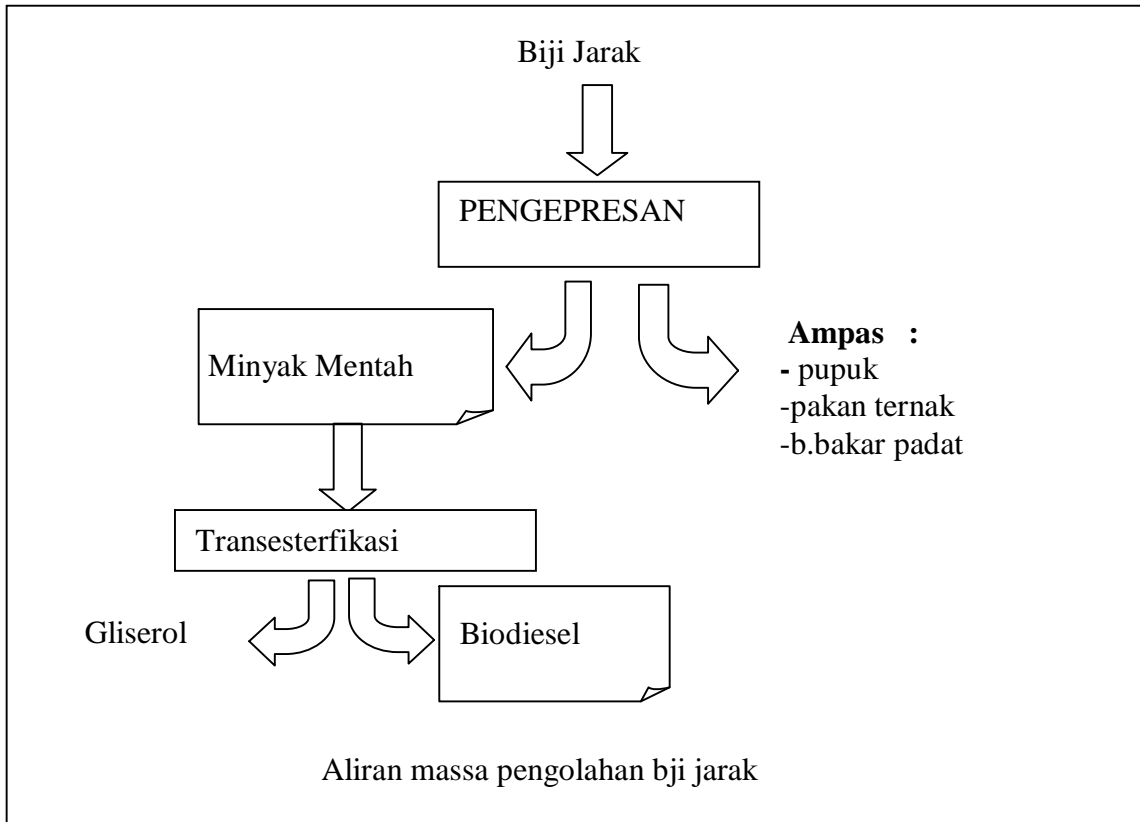 Biji Jarak
PENGEPRESAN
Minyak Mentah
Ampas :
- pupuk
-pakan ternak
-b.bakar padat
Transesterfikasi
Gliserol
Biodiesel
Aliran massa pengolahan bji jarak